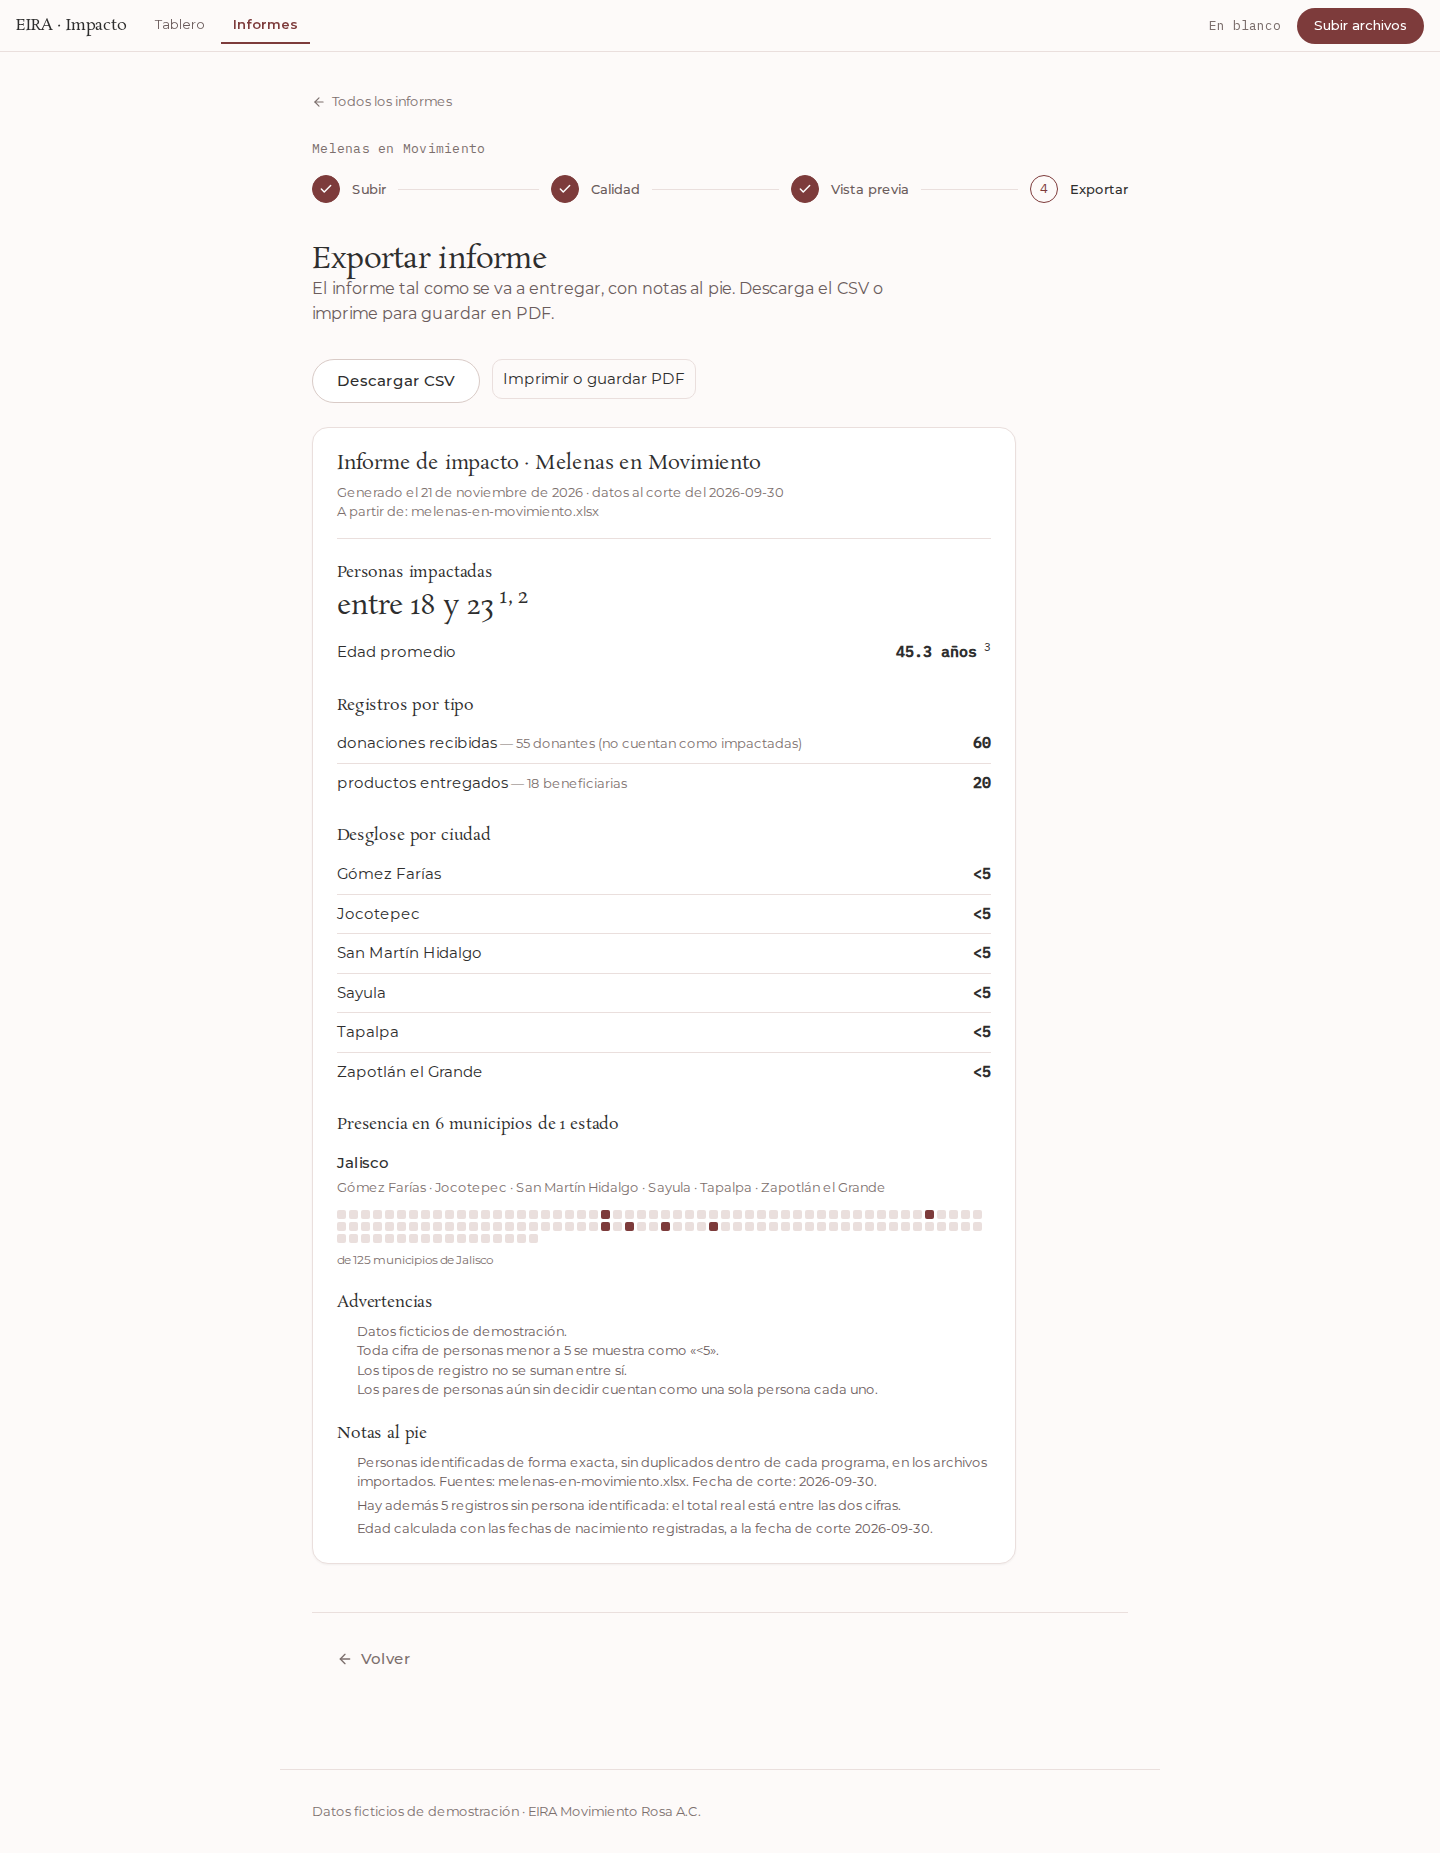 EIRA · Impacto
Tablero
Informes
En blanco
Subir archivos
← Todos los informes
Melenas en Movimiento
Subir
Calidad
Vista previa
4
Exportar
Exportar informe
El informe tal como se va a entregar, con notas al pie. Descarga el CSV o
imprime para guardar en PDF.
Descargar CSV
Imprimir o guardar PDF
Informe de impacto · Melenas en Movimiento
Generado el 21 de noviembre de 2026 · datos al corte del 2026-09-30
A partir de: melenas-en-movimiento.xlsx
Personas impactadas
entre 18 y 23 1, 2
Edad promedio 45.3 años 3
Registros por tipo
donaciones recibidas — 55 donantes (no cuentan como impactadas) 60
productos entregados — 18 beneficiarias 20
Desglose por ciudad
Gómez Farías <5
Jocotepec <5
San Martín Hidalgo <5
Sayula <5
Tapalpa <5
Zapotlán el Grande <5
Presencia en 6 municipios de 1 estado
Jalisco
Gómez Farías · Jocotepec · San Martín Hidalgo · Sayula · Tapalpa · Zapotlán el Grande
de 125 municipios de Jalisco
Advertencias
Datos ficticios de demostración.
Toda cifra de personas menor a 5 se muestra como «<5».
Los tipos de registro no se suman entre sí.
Los pares de personas aún sin decidir cuentan como una sola persona cada uno.
Notas al pie
Personas identificadas de forma exacta, sin duplicados dentro de cada programa, en los archivos
importados. Fuentes: melenas-en-movimiento.xlsx. Fecha de corte: 2026-09-30.
Hay además 5 registros sin persona identificada: el total real está entre las dos cifras.
Edad calculada con las fechas de nacimiento registradas, a la fecha de corte 2026-09-30.
← Volver
Datos ficticios de demostración · EIRA Movimiento Rosa A.C.